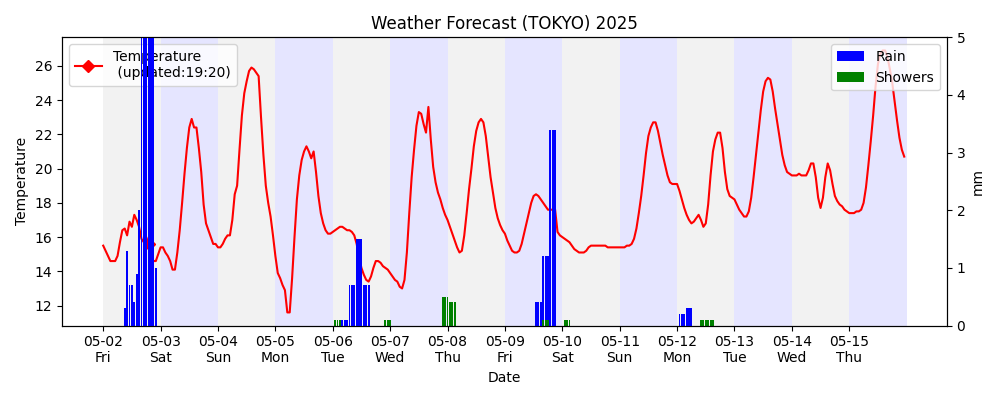 Weather Forecast (TOKYO) 2025
Temperature
(updated:19:20)
Rain
Showers
26
24
22
20
18
16
14
12
5
4
3
2
1
0
Temperature
mm
05-02 05-03 05-04 05-05 05-06 05-07 05-08 05-09 05-10 05-11 05-12 05-13 05-14 05-15
Fri Sat Sun Mon Tue Wed Thu Fri Sat Sun Mon Tue Wed Thu
Date